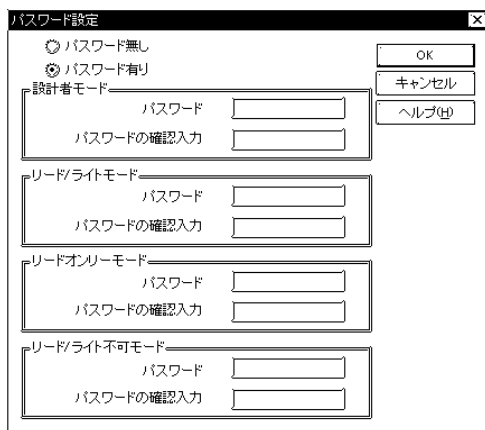 パスワード設定
パスワード無し
パスワード有り
OK
キャンセル
ヘルプ(H)
設計者モード
パスワード
パスワードの確認入力
リード/ライトモード
パスワード
パスワードの確認入力
リードオンリーモード
パスワード
パスワードの確認入力
リード/ライト不可モード
パスワード
パスワードの確認入力